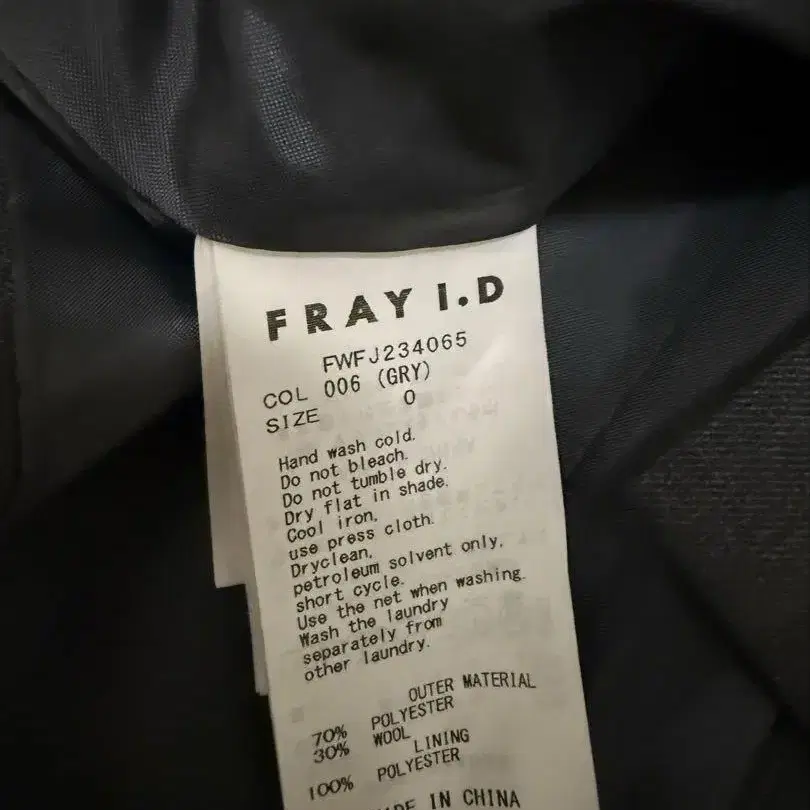 FRAY I.D
FWFJ234065
COL 006 (GRY)
SIZE 0
Hand wash cold.
Do not bleach.
Do not tumble dry.
Dry flat in shade.
Cool iron,
use press cloth.
Dryclean,
petroleum solvent only,
short cycle.
Use the net when washing.
Wash the laundry
separately from
other laundry.
OUTER MATERIAL
70% POLYESTER
30% WOOL
LINING
100% POLYESTER
MADE IN CHINA